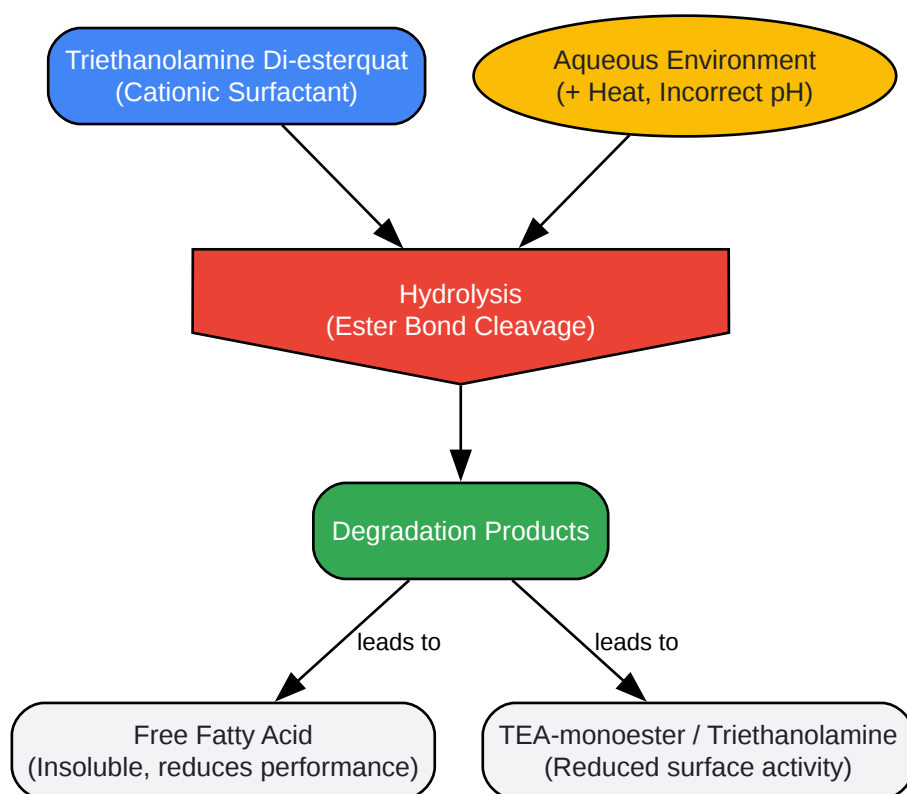 Triethanolamine Di-esterquat
(Cationic Surfactant)
Aqueous Environment
(+ Heat, Incorrect pH)
Hydrolysis
(Ester Bond Cleavage)
Degradation Products
leads to
leads to
Free Fatty Acid
(Insoluble, reduces performance)
TEA-monoester / Triethanolamine
(Reduced surface activity)